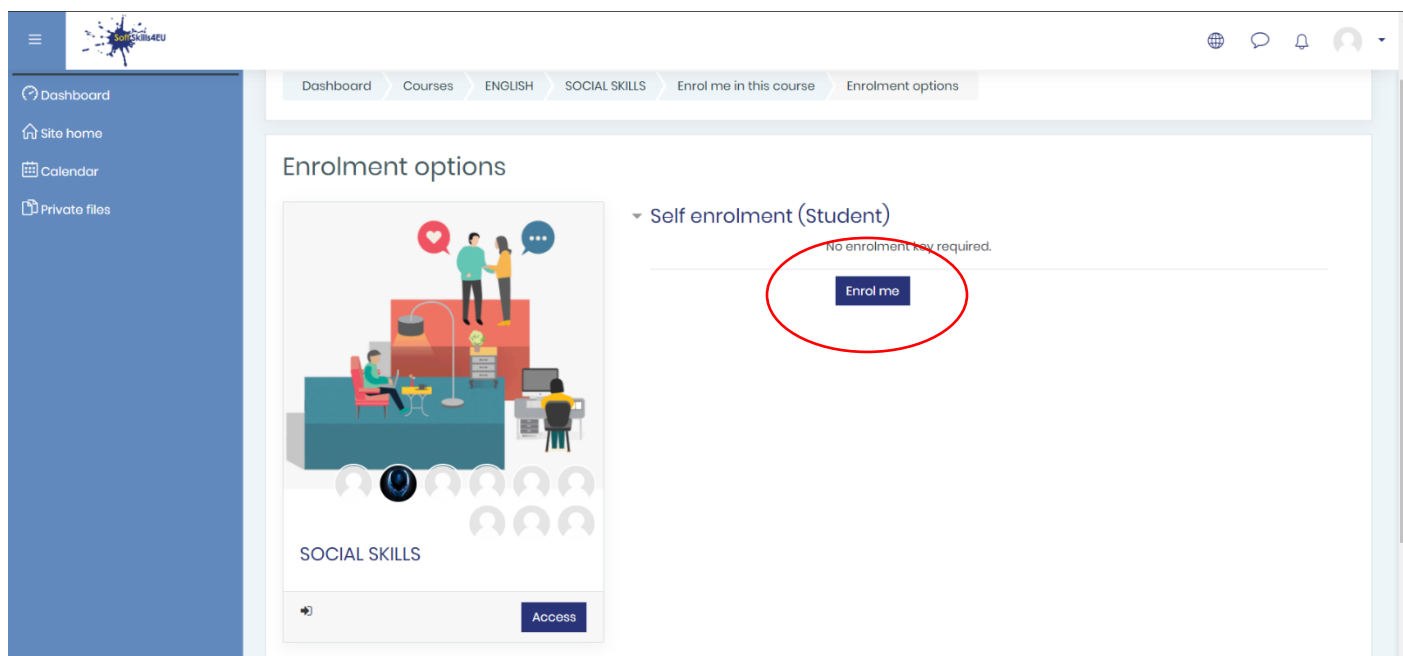 SoftSkills4EU
Dashboard
Courses
ENGLISH
SOCIAL SKILLS
Enrol me in this course
Enrolment options
Dashboard
Site home
Calendar
Private files
Enrolment options
Self enrolment (Student)
No enrolment key required.
Enrol me
SOCIAL SKILLS
Access